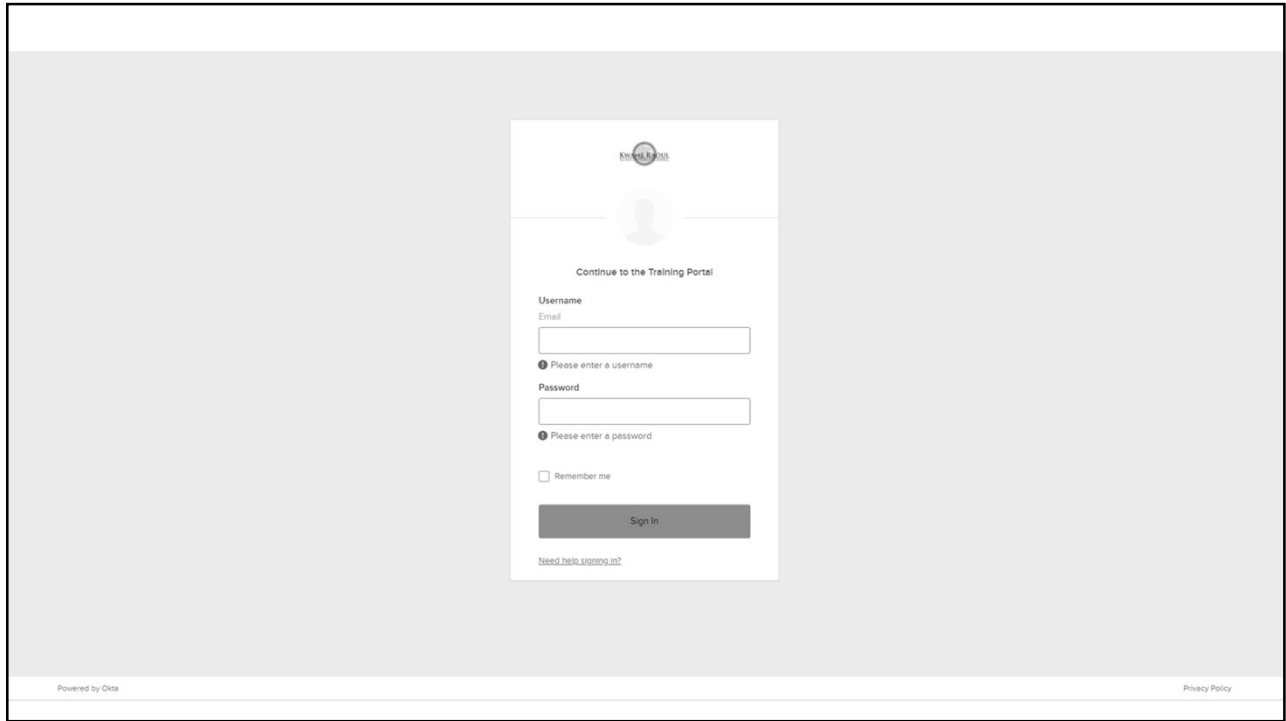 KWAME RAOUL
Continue to the Training Portal
Username
Email
Please enter a username
Password
Please enter a password
Remember me
Sign In
Need help signing in?
Powered by Okta
Privacy Policy